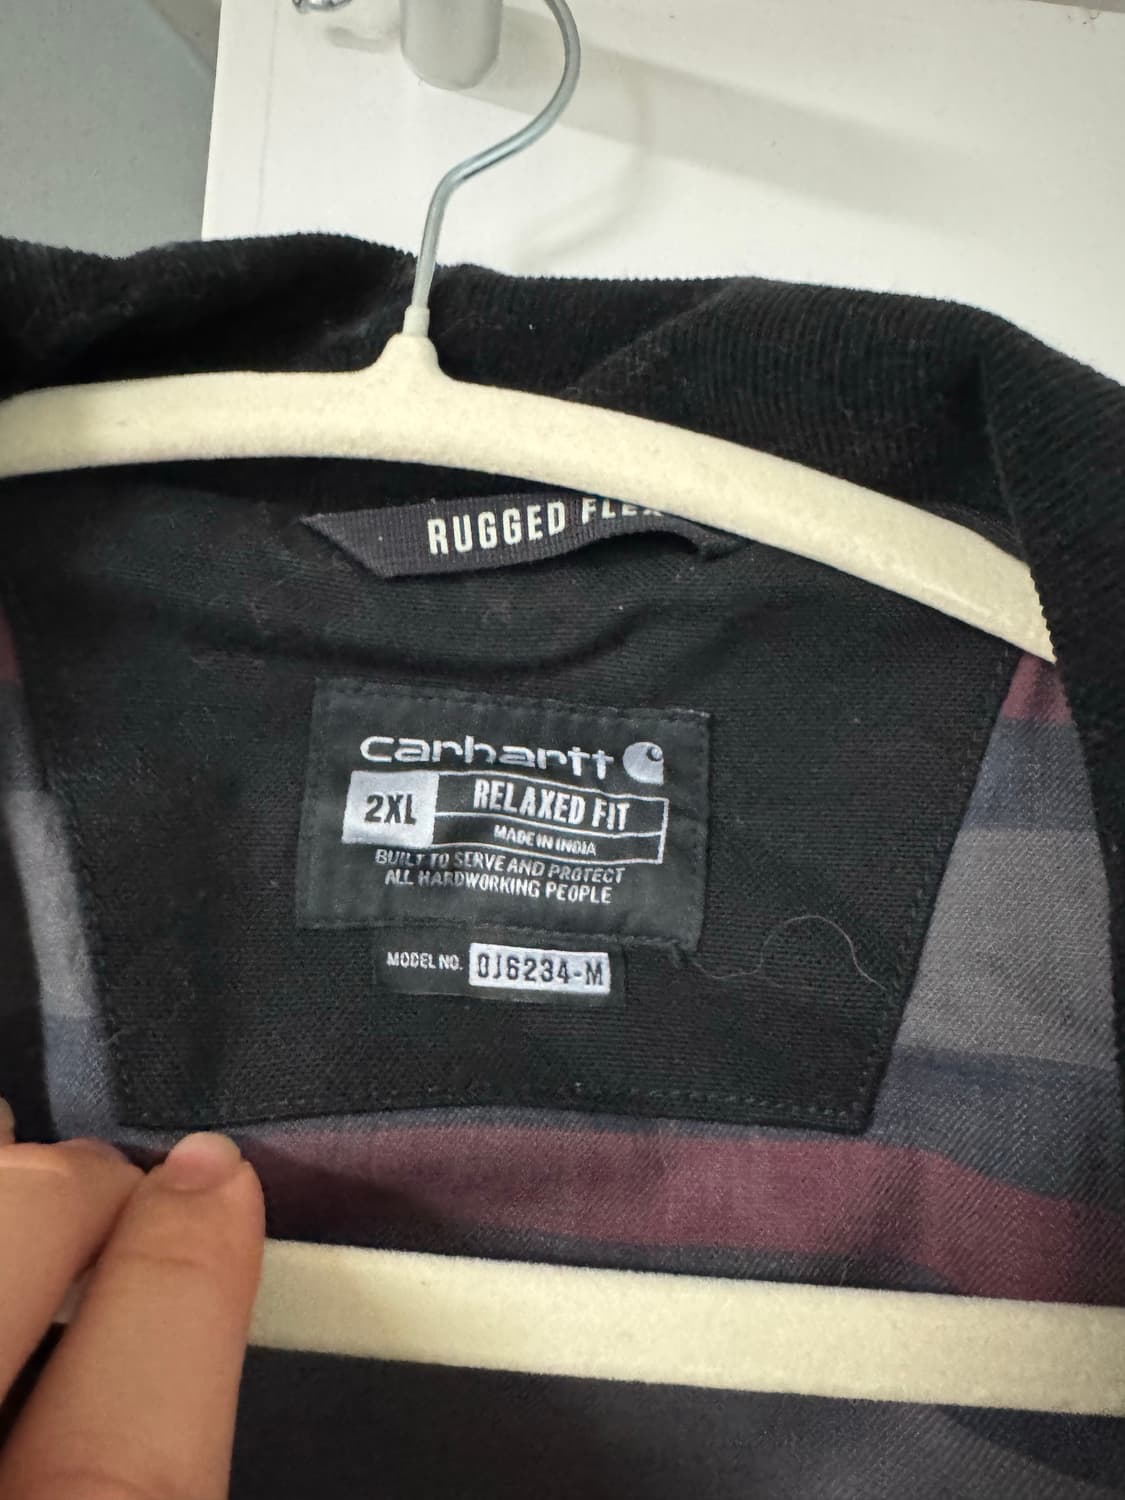 RUGGED FLEX
carhartt
2XL RELAXED FIT
MADE IN INDIA
BUILT TO SERVE AND PROTECT
ALL HARDWORKING PEOPLE
MODEL NO. OJ6234-M